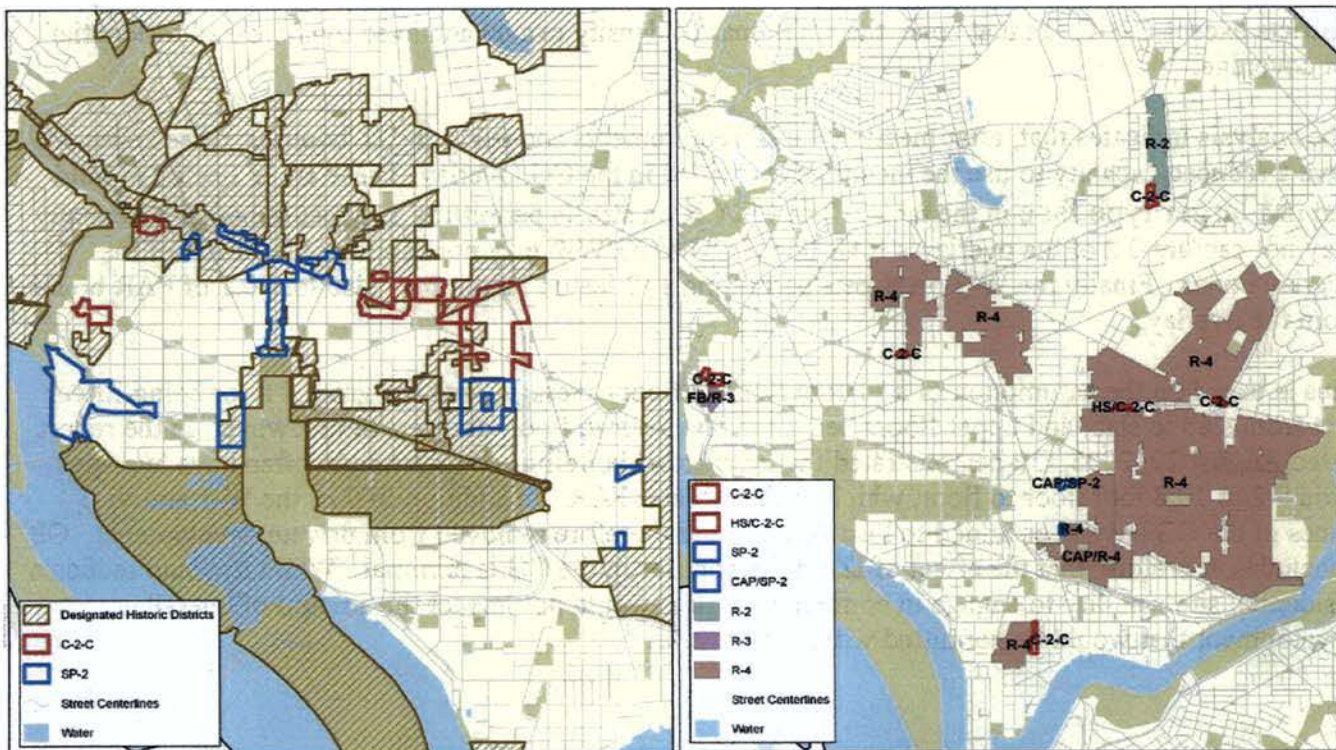 Designated Historic Districts
C-2-C
SP-2
Street Centerlines
Water
R-2
C-2-C
R-4
R-4
C-2-C
R-4
C-2-C
FB/R-3
HS/C-2-C
C-2-C
CAP/SP-2
R-4
R-4
CAP/R-4
R-4
C-2-C
C-2-C
HS/C-2-C
SP-2
CAP/SP-2
R-2
R-3
R-4
Street Centerlines
Water